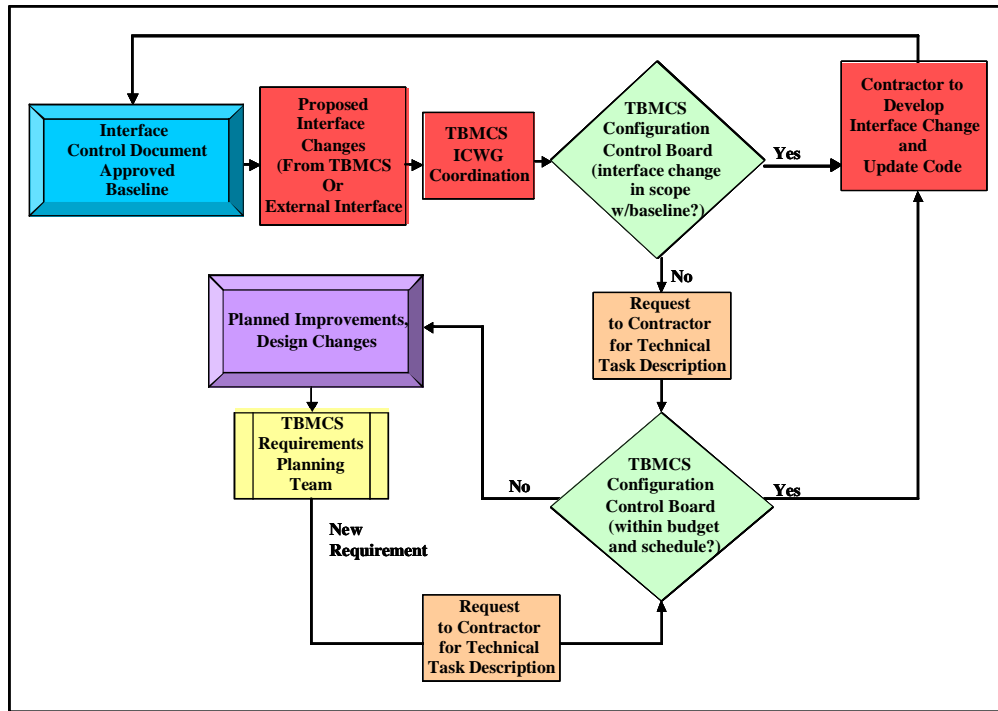 Interface
Control Document
Approved
Baseline
Proposed
Interface
Changes
(From TBMCS
Or
External Interface
TBMCS
ICWG
Coordination
TBMCS
Configuration
Control Board
(interface change
in scope
w/baseline?)
Yes
Contractor to
Develop
Interface Change
and
Update Code
No
Request
to Contractor
for Technical
Task Description
Planned Improvements,
Design Changes
TBMCS
Requirements
Planning
Team
No
TBMCS
Configuration
Control Board
(within budget
and schedule?)
Yes
New
Requirement
Request
to Contractor
for Technical
Task Description